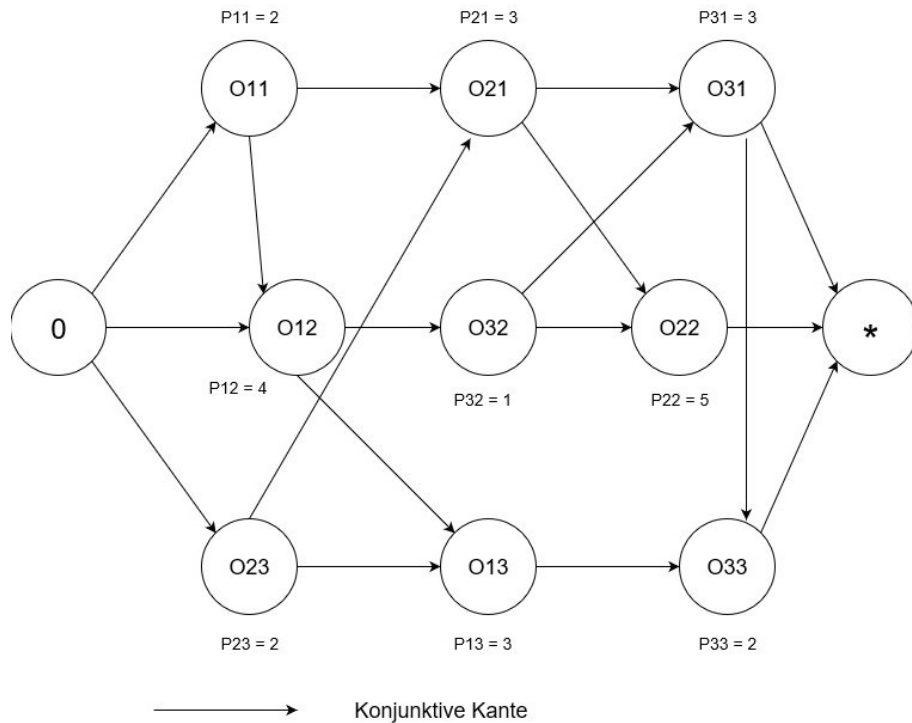 P11 = 2
P21 = 3
P31 = 3
O11
O21
O31
0
O12
O32
O22
*
P12 = 4
P32 = 1
P22 = 5
O23
O13
O33
P23 = 2
P13 = 3
P33 = 2
Konjunktive Kante